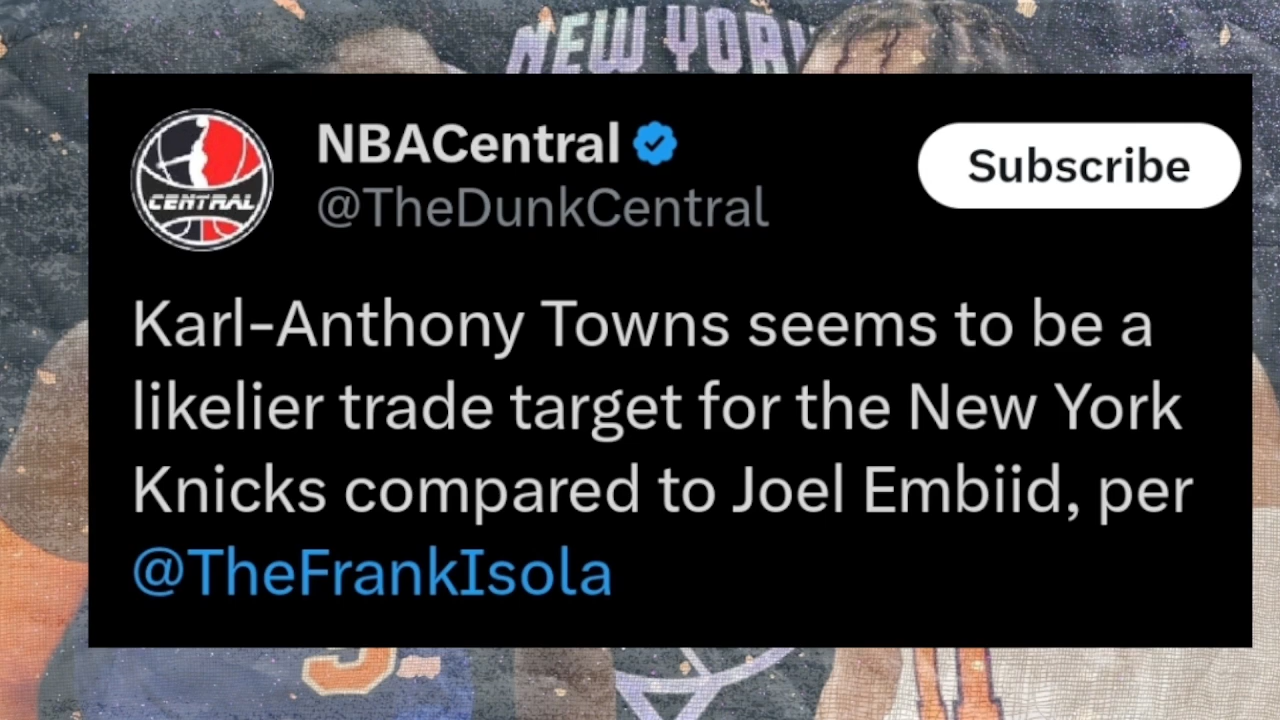 NEW YORK
NBACentral
@TheDunkCentral
Subscribe
CENTRAL
Karl-Anthony Towns seems to be a
likelier trade target for the New York
Knicks compared to Joel Embiid, per
@TheFrankIsola